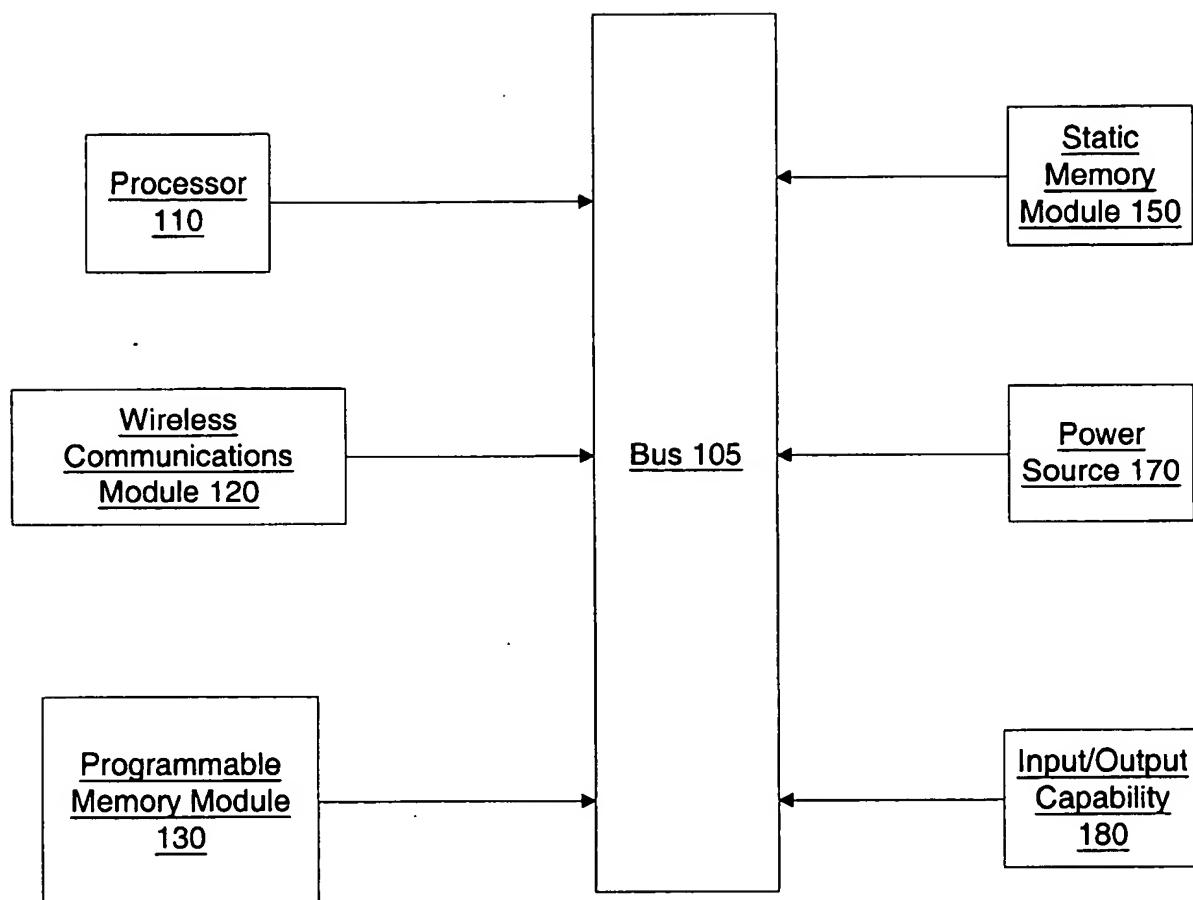 Processor
110
Wireless
Communications
Module 120
Programmable
Memory Module
130
Bus 105
Static
Memory
Module 150
Power
Source 170
Input/Output
Capability
180